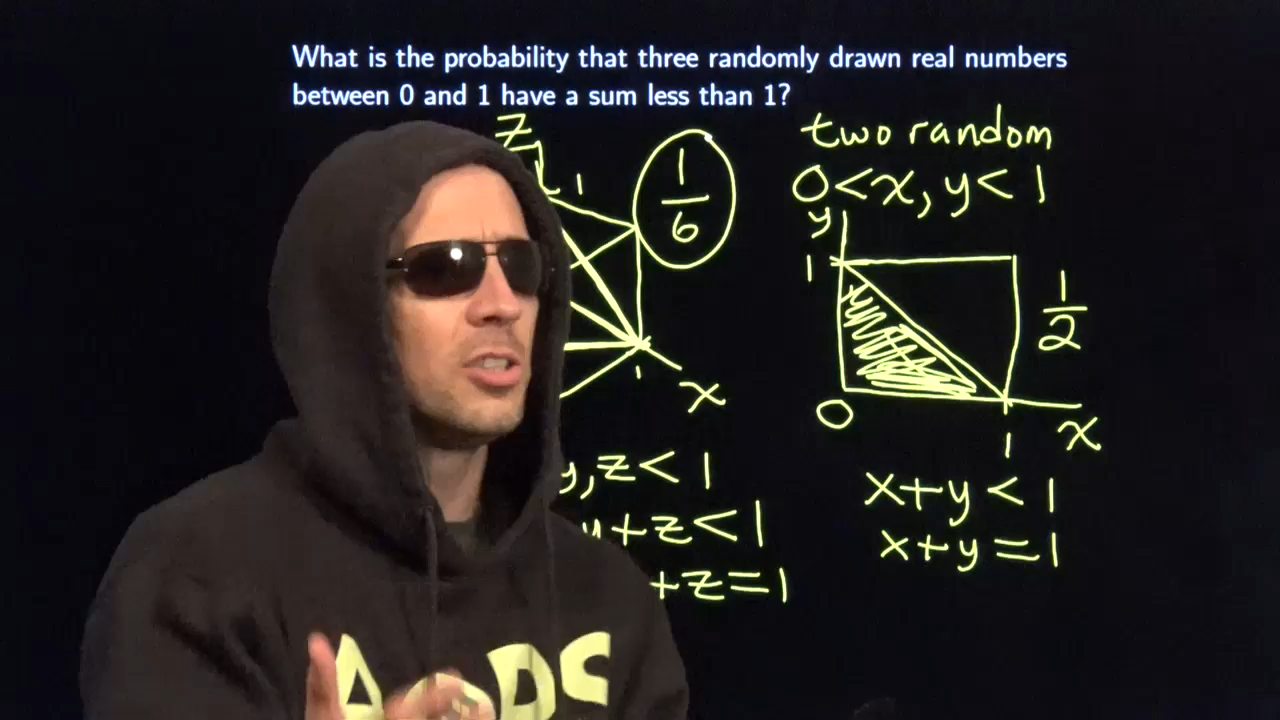 What is the probability that three randomly drawn real numbers
between 0 and 1 have a sum less than 1?
z
1
1/6
1
x
y, z < 1
y + z < 1
+ z = 1
two random
0 < x, y < 1
y
1
1/2
0
1
x
x + y < 1
x + y = 1